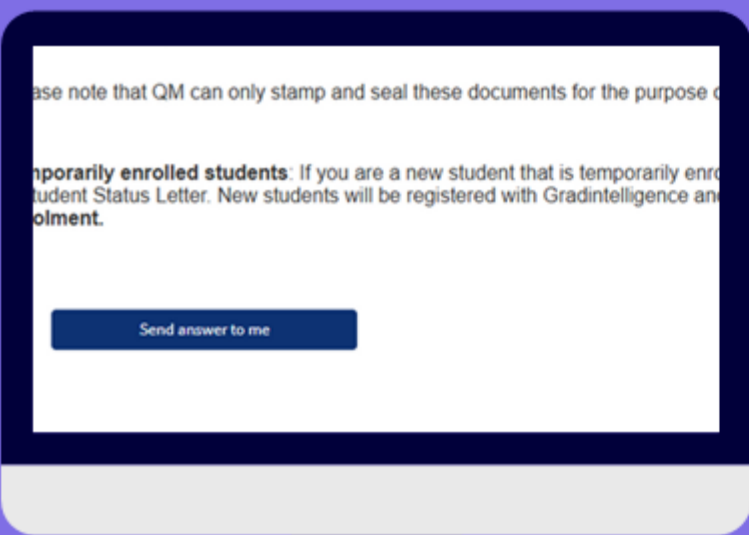 ase note that QM can only stamp and seal these documents for the purpose
mporarily enrolled students: If you are a new student that is temporarily enro
tudent Status Letter. New students will be registered with Gradintelligence an
olment.
Send answer to me